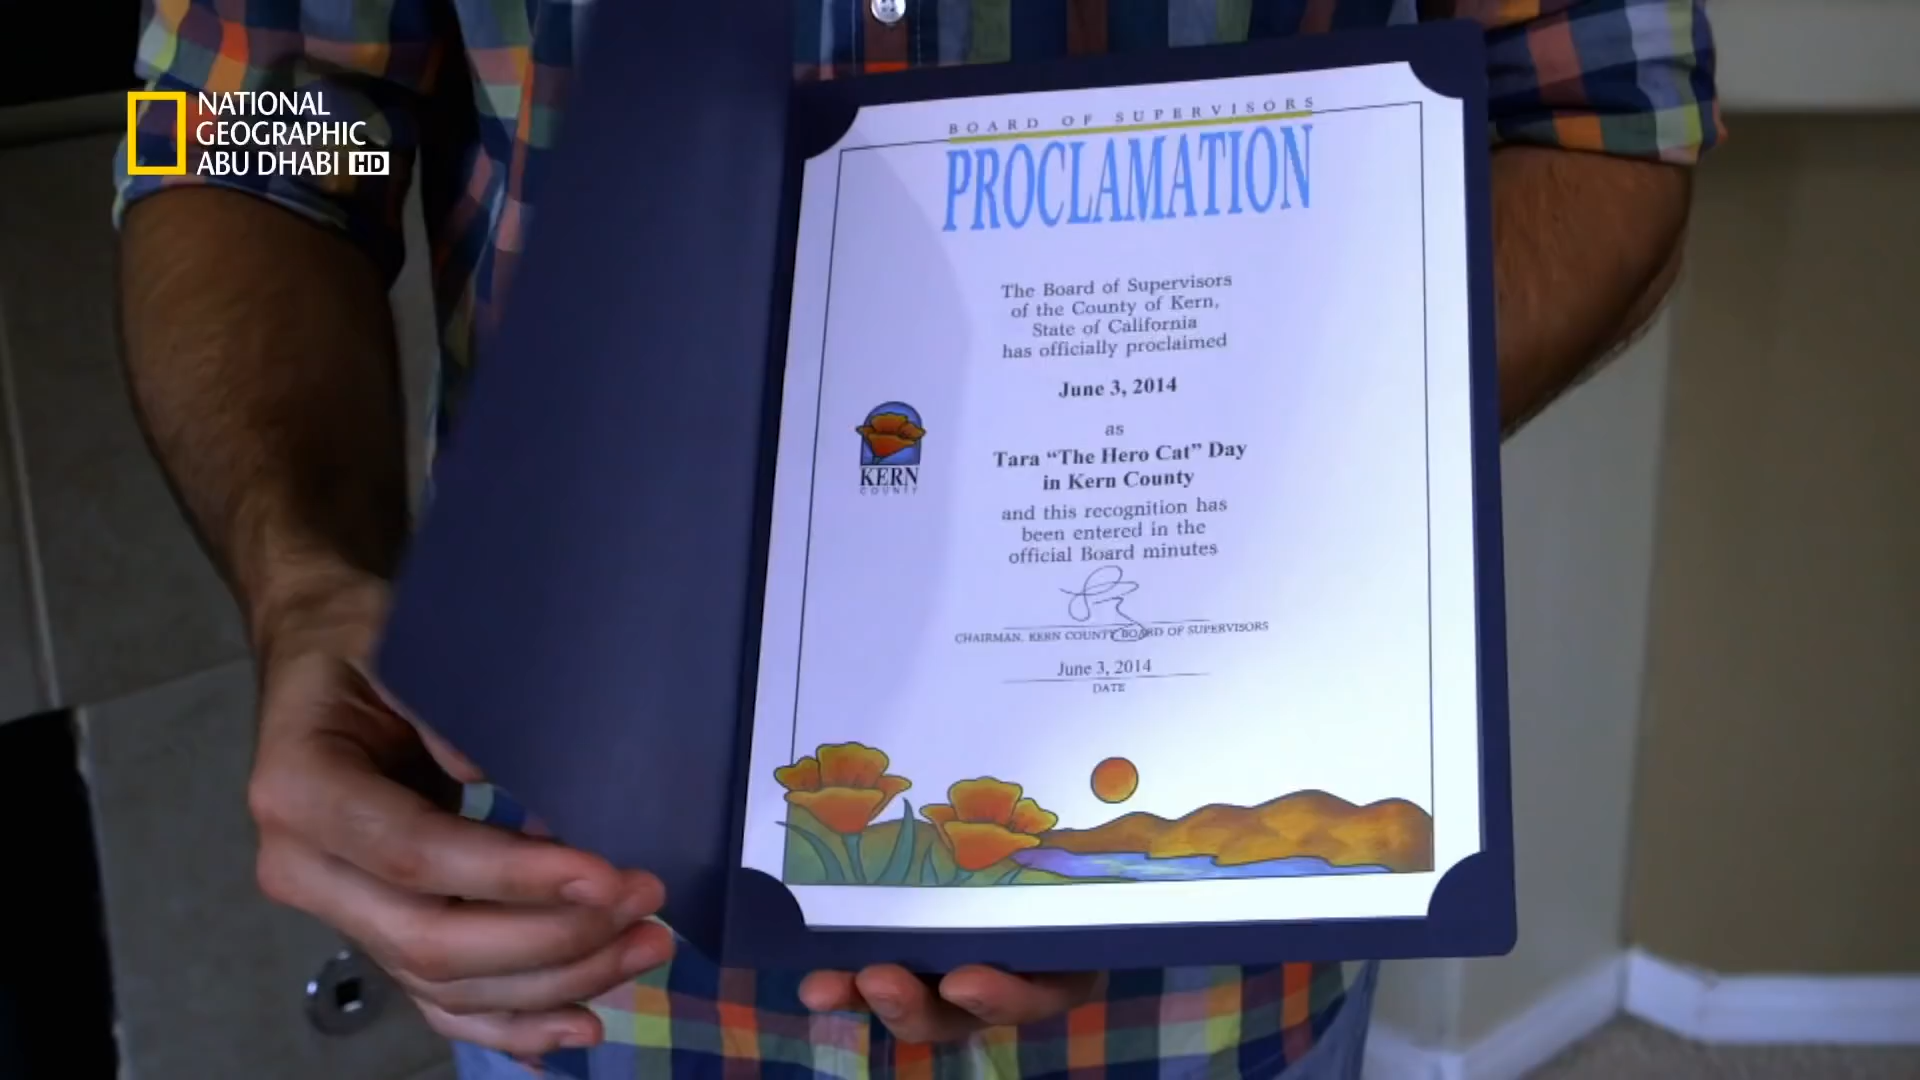 NATIONAL
GEOGRAPHIC
ABU DHABI HD
BOARD OF SUPERVISORS
PROCLAMATION
The Board of Supervisors
of the County of Kern,
State of California
has officially proclaimed
June 3, 2014
as
Tara “The Hero Cat” Day
in Kern County
and this recognition has
been entered in the
official Board minutes
KERN
COUNTY
CHAIRMAN, KERN COUNTY BOARD OF SUPERVISORS
June 3, 2014
DATE